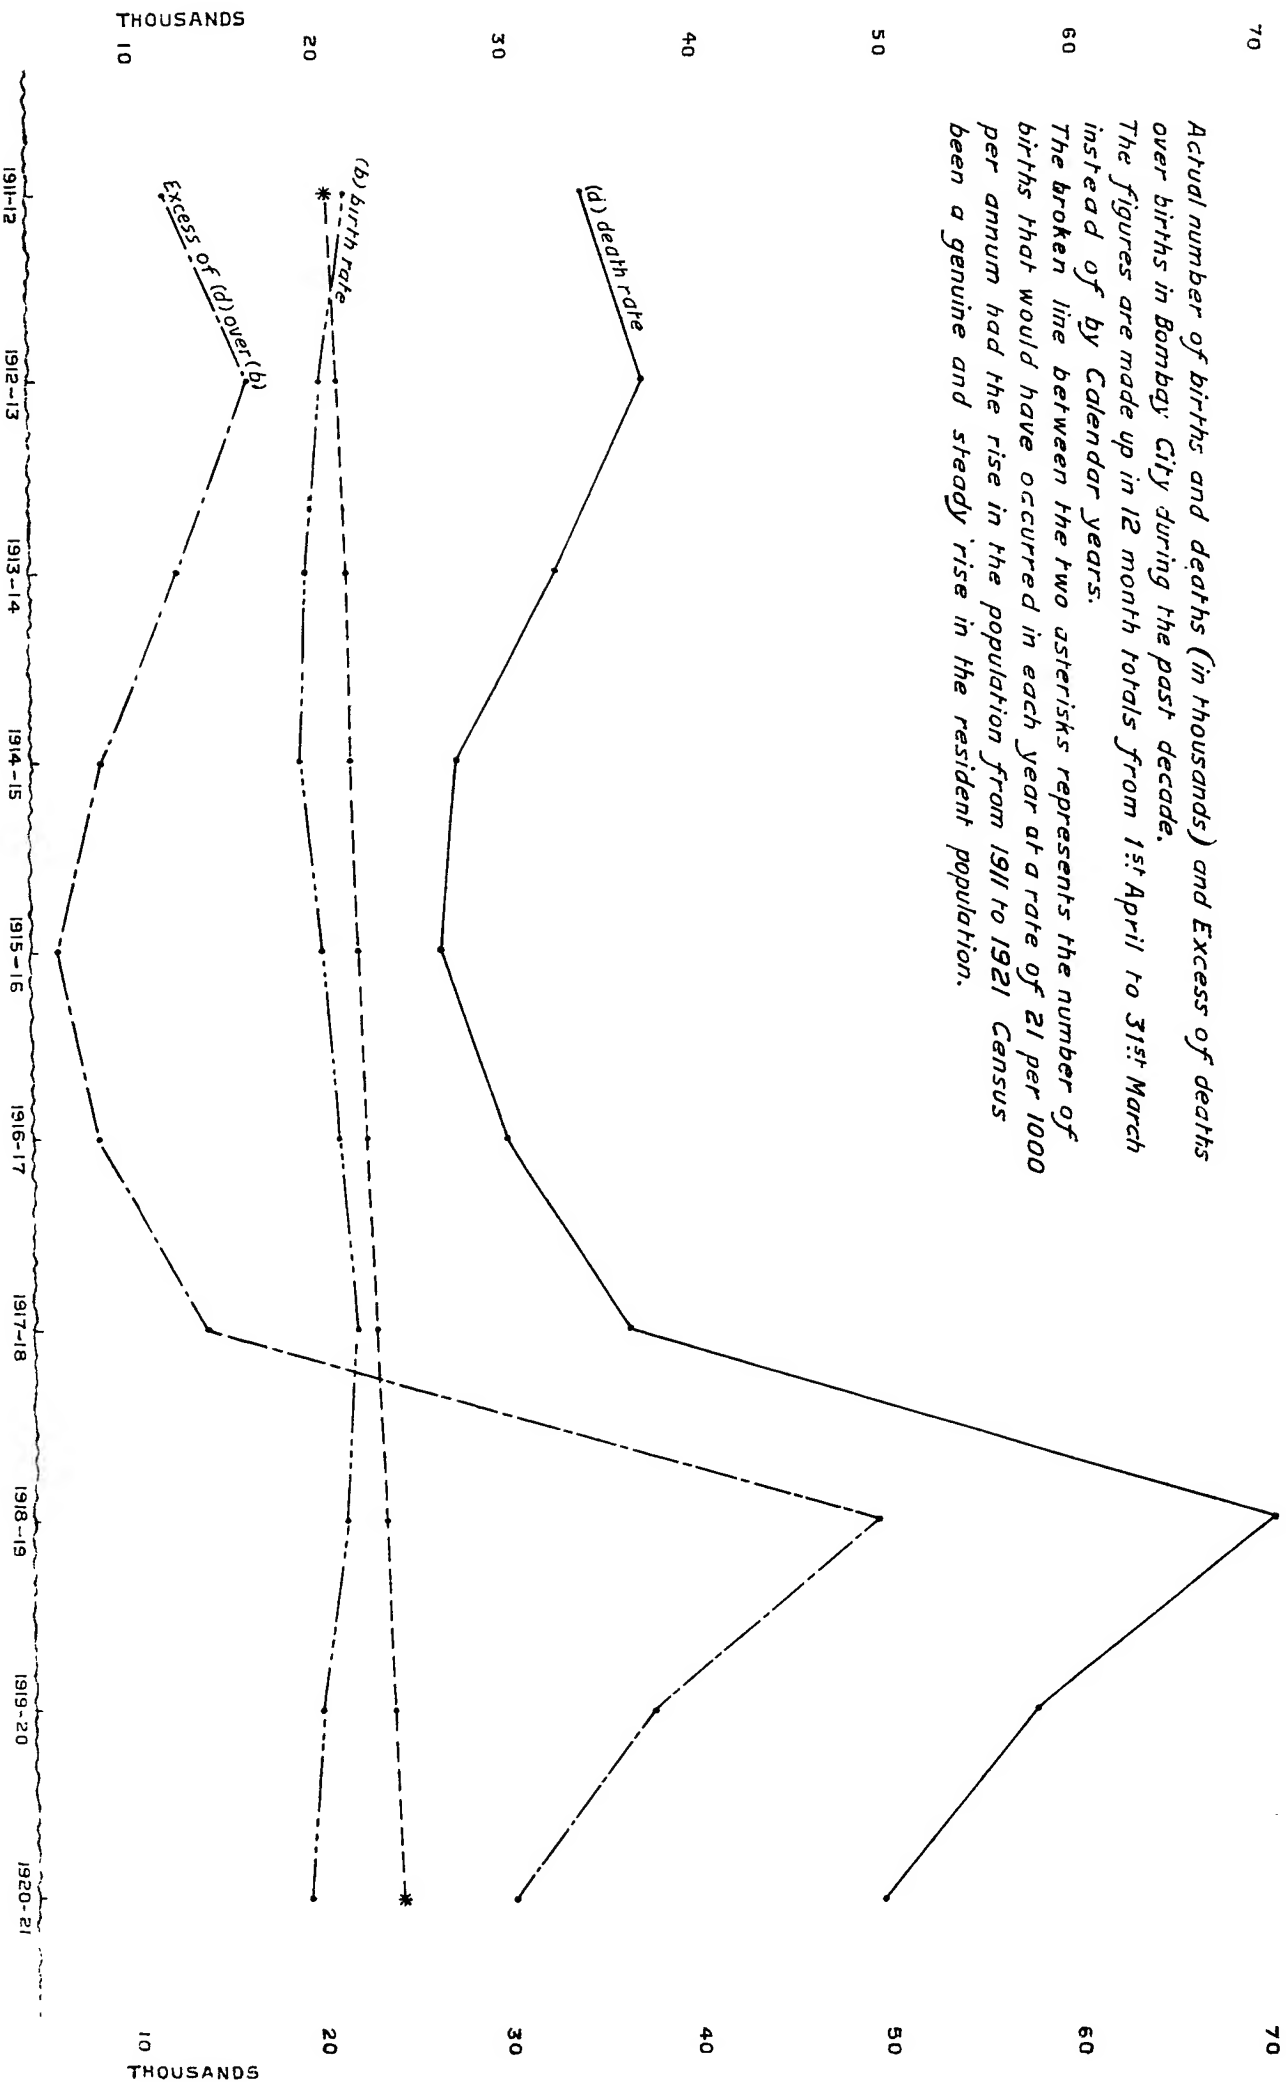 Actual number of births and deaths (in thousands) and Excess of deaths
over births in Bombay City during the past decade.
The figures are made up in 12 month totals from 1st April to 31st March
instead of by Calendar years.
The broken line between the two asterisks represents the number of
births that would have occurred in each year at a rate of 21 per 1000
per annum had the rise in the population from 1911 to 1921 Census
been a genuine and steady rise in the resident population.
70
60
50
40
30
20
10
THOUSANDS
(d) death rate
(b) birth rate
Excess of (d) over (b)
70
60
50
40
30
20
10
THOUSANDS
1911-12
1912-13
1913-14
1914-15
1915-16
1916-17
1917-18
1918-19
1919-20
1920-21